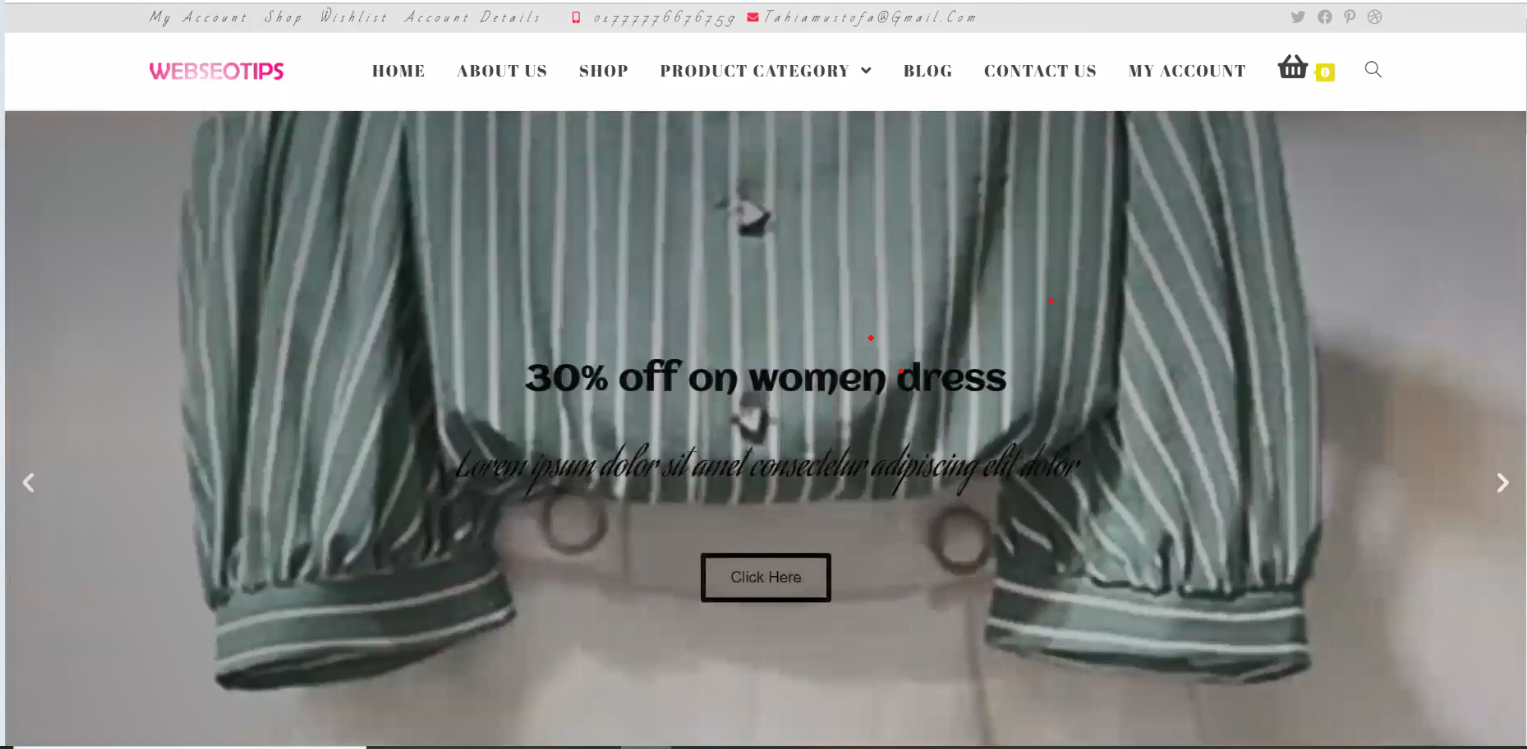 My Account Shop Wishlist Account Details 01777776676759 Tahiamustofa@Gmail.Com
WEBSEOTIPS HOME ABOUT US SHOP PRODUCT CATEGORY BLOG CONTACT US MY ACCOUNT 0
30% off on women dress
Lorem ipsum dolor sit amet consectetur adipiscing elit dolor
Click Here